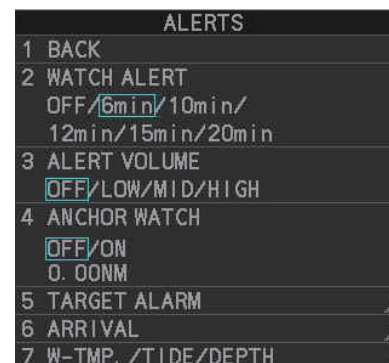 ALERTS
1 BACK
2 WATCH ALERT
OFF/6min/10min/
12min/15min/20min
3 ALERT VOLUME
OFF/LOW/MID/HIGH
4 ANCHOR WATCH
OFF/ON
0.00NM
5 TARGET ALARM
6 ARRIVAL
7 W-TMP./TIDE/DEPTH